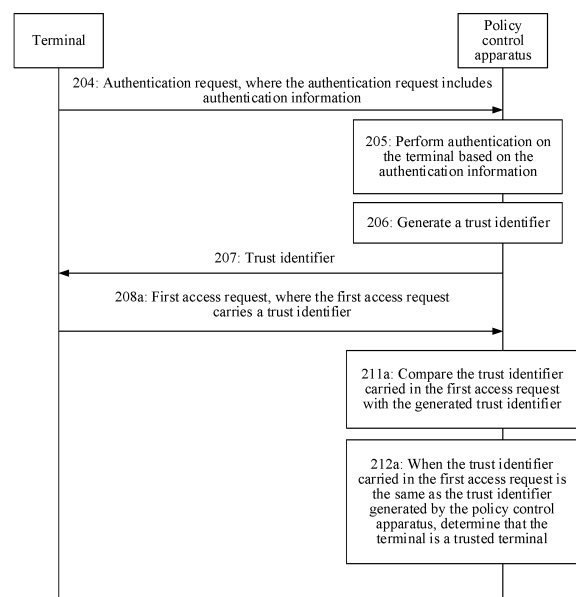 Terminal
Policy
control
apparatus
204: Authentication request, where the authentication request includes
authentication information
205: Perform authentication on
the terminal based on the
authentication information
206: Generate a trust identifier
207: Trust identifier
208a: First access request, where the first access request
carries a trust identifier
211a: Compare the trust identifier
carried in the first access request
with the generated trust identifier
212a: When the trust identifier
carried in the first access request is
the same as the trust identifier
generated by the policy control
apparatus, determine that the
terminal is a trusted terminal